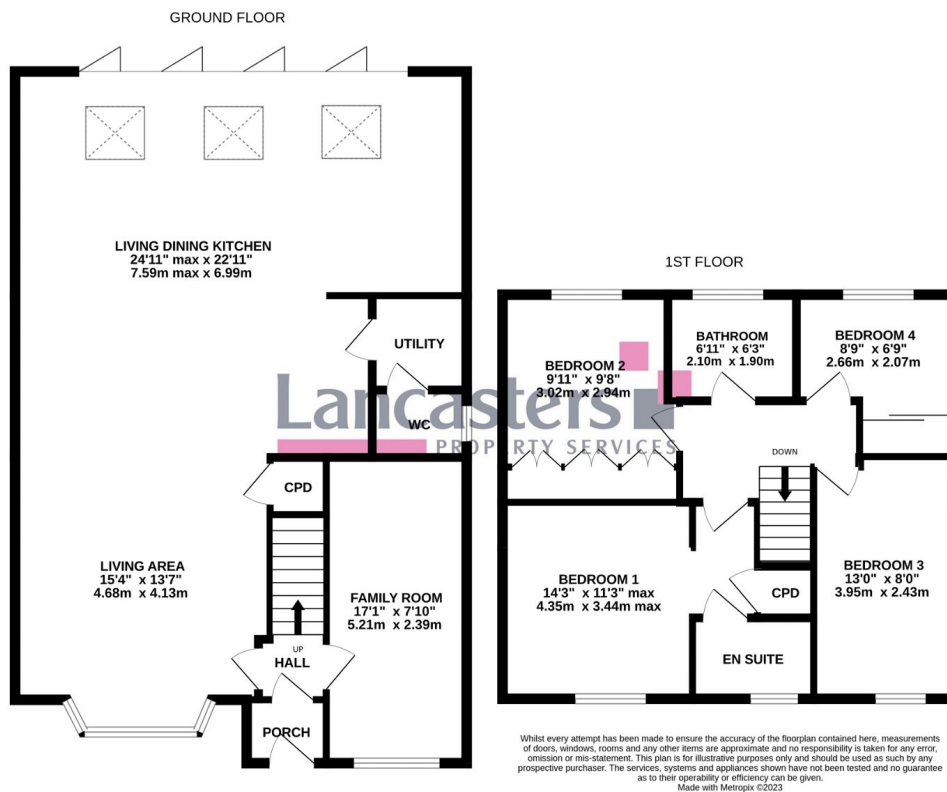 GROUND FLOOR
LIVING DINING KITCHEN
24'11" max x 22'11"
7.59m max x 6.99m
UTILITY
WC
CPD
LIVING AREA
15'4" x 13'7"
4.68m x 4.13m
FAMILY ROOM
17'1" x 7'10"
5.21m x 2.39m
UP
HALL
PORCH
Lancasters
PROPERTY SERVICES
1ST FLOOR
BEDROOM 2
9'11" x 9'8"
3.02m x 2.94m
BATHROOM
6'11" x 6'3"
2.10m x 1.90m
BEDROOM 4
8'9" x 6'9"
2.66m x 2.07m
DOWN
BEDROOM 1
14'3" x 11'3" max
4.35m x 3.44m max
CPD
BEDROOM 3
13'0" x 8'0"
3.95m x 2.43m
EN SUITE
Whilst every attempt has been made to ensure the accuracy of the floorplan contained here, measurements
of doors, windows, rooms and any other items are approximate and no responsibility is taken for any error,
omission or mis-statement. This plan is for illustrative purposes only and should be used as such by any
prospective purchaser. The services, systems and appliances shown have not been tested and no guarantee
as to their operability or efficiency can be given.
Made with Metropix ©2023